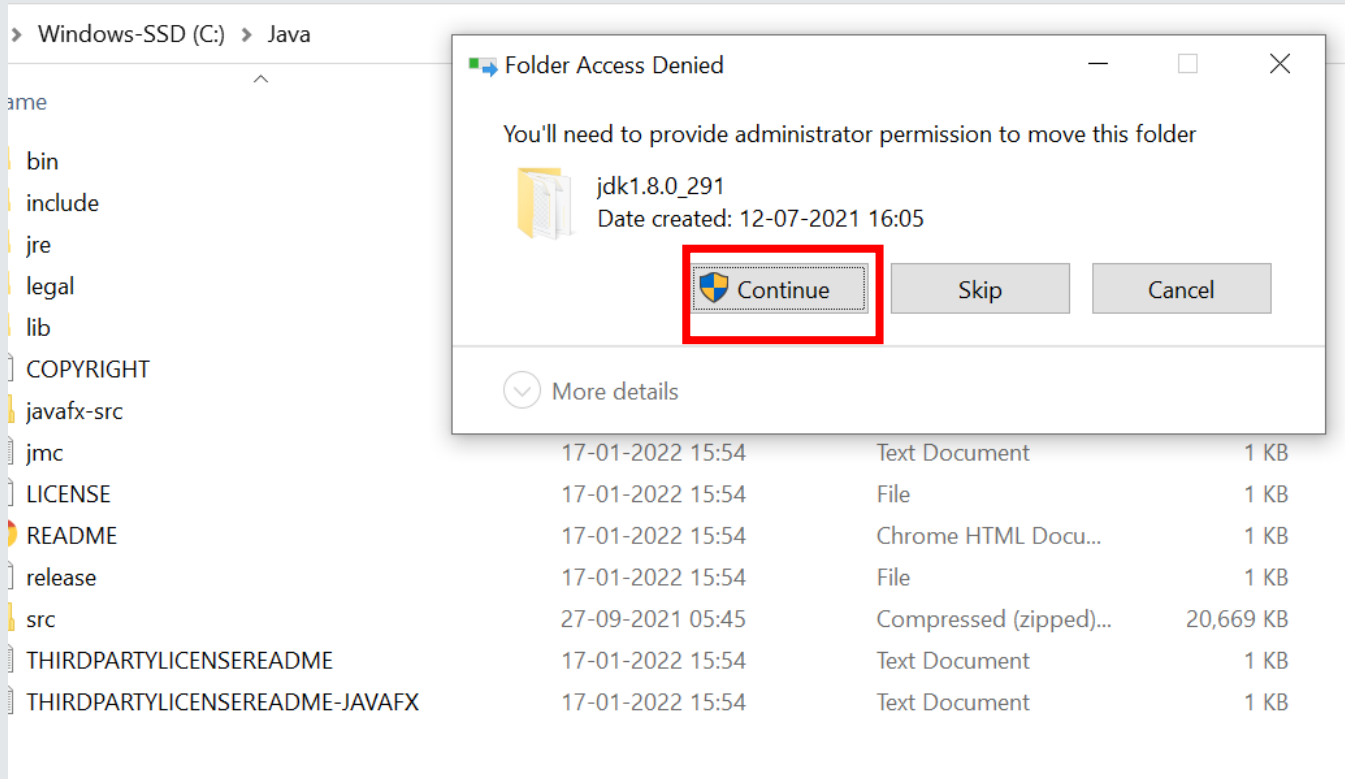 Windows-SSD (C:) Java
Folder Access Denied
ame
You'll need to provide administrator permission to move this folder
jdk1.8.0_291
Date created: 12-07-2021 16:05
Continue Skip Cancel
More details
bin
include
jre
legal
lib
COPYRIGHT
javafx-src
jmc 17-01-2022 15:54 Text Document 1 KB
LICENSE 17-01-2022 15:54 File 1 KB
README 17-01-2022 15:54 Chrome HTML Docu... 1 KB
release 17-01-2022 15:54 File 1 KB
src 27-09-2021 05:45 Compressed (zipped)... 20,669 KB
THIRDPARTYLICENSEREADME 17-01-2022 15:54 Text Document 1 KB
THIRDPARTYLICENSEREADME-JAVAFX 17-01-2022 15:54 Text Document 1 KB